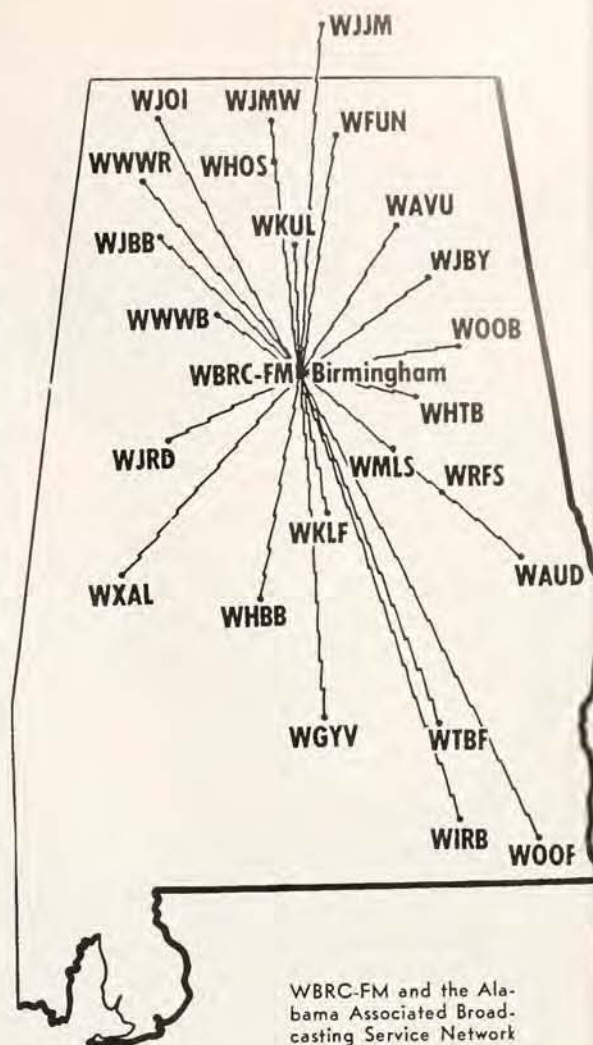 WJJM
WJOI
WJMW
WFUN
WHOS
WWWR
WAVU
WKUL
WJBB
WJBY
WWWB
WOOB
WBRC-FM Birmingham
WHTB
WJRD
WMLS
WRFS
WKLF
WAUD
WXAL
WHBB
WGYV
WTBF
WIRB
WOOF
WBRC-FM and the Ala-
bama Associated Broad-
casting Service Network